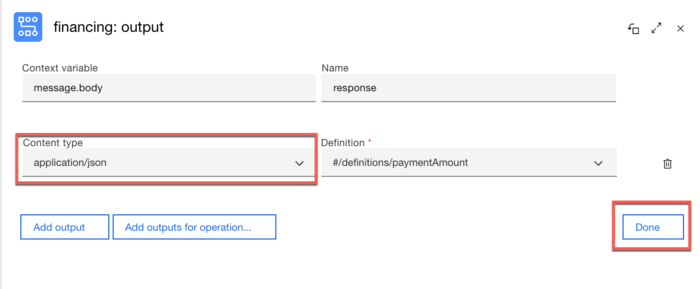 financing: output
Context variable
Name
message.body
response
Content type
Definition *
application/json
#/definitions/paymentAmount
Add output
Add outputs for operation...
Done